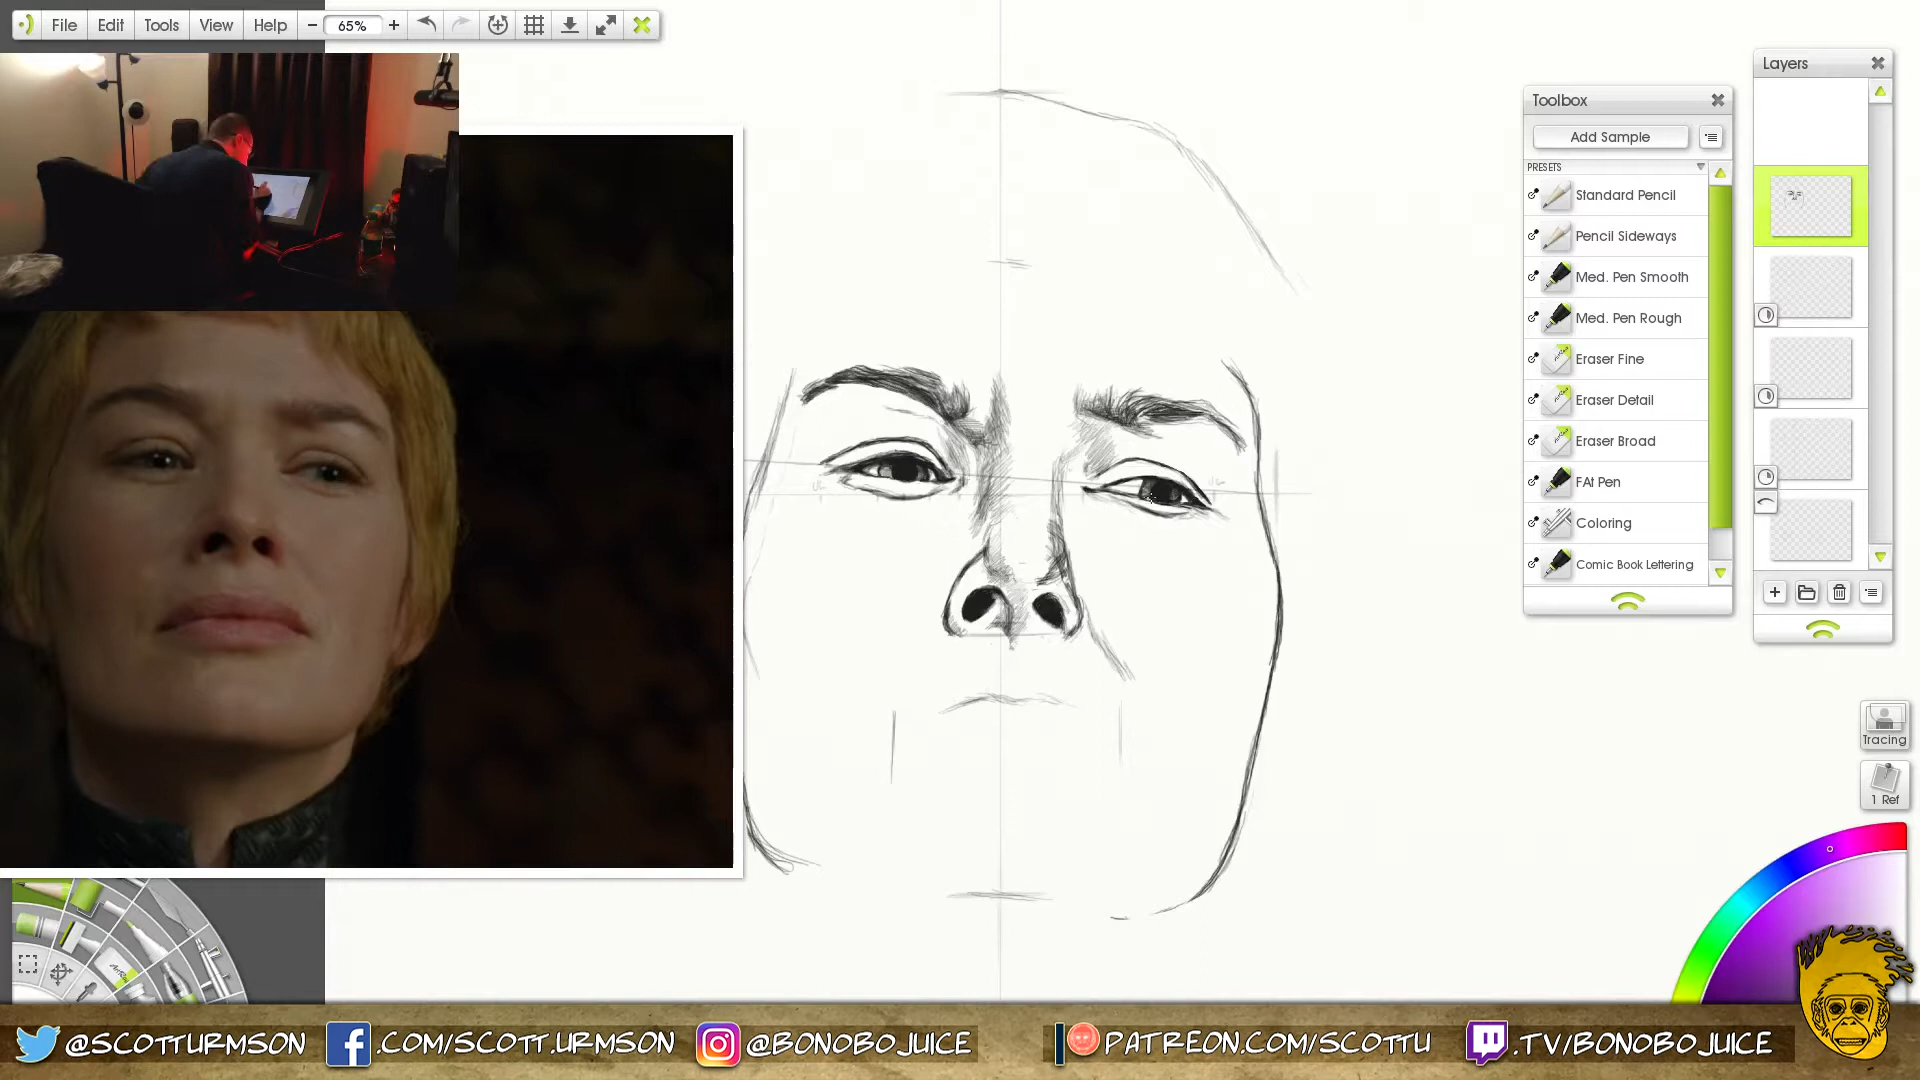 File Edit Tools View Help − 65% +
Layers
Toolbox
Add Sample
PRESETS
Standard Pencil
Pencil Sideways
Med. Pen Smooth
Med. Pen Rough
Eraser Fine
Eraser Detail
Eraser Broad
FAt Pen
Coloring
Comic Book Lettering
Tracing
1 Ref
@SCOTTURMSON .COM/SCOTT.URMSON @BONOBOJUICE PATREON.COM/SCOTTU .TV/BONOBOJUICE